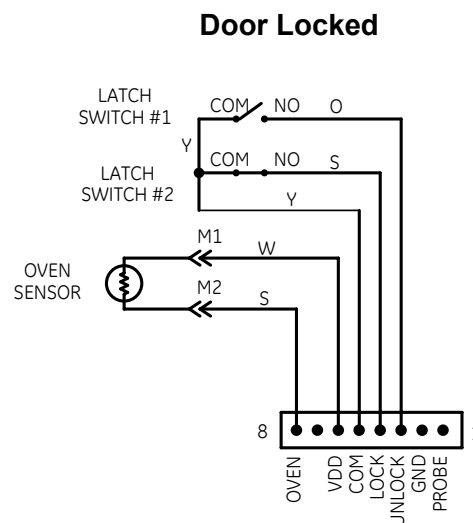 Door Locked
LATCH
SWITCH #1
COM NO O
Y
LATCH
SWITCH #2
COM NO S
Y
M1
W
OVEN
SENSOR
M2
S
8
OVEN
VDD
COM
LOCK
UNLOCK
GND
PROBE